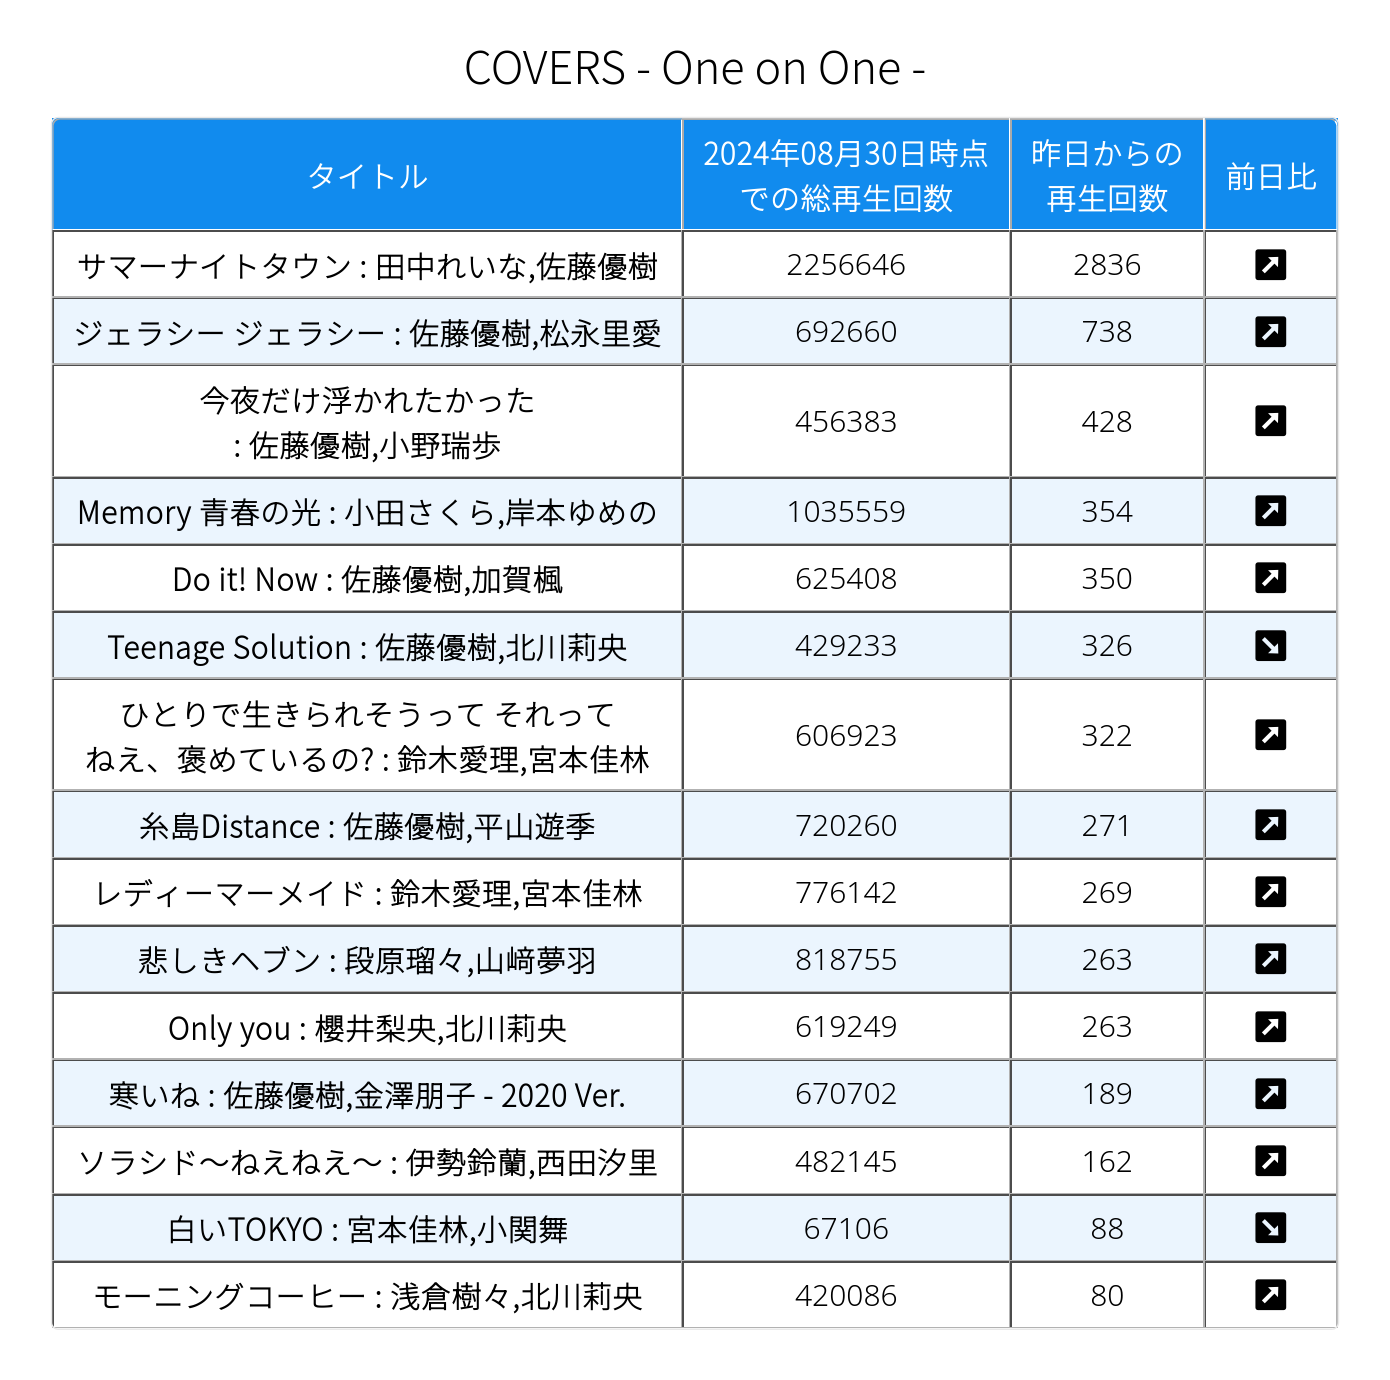 COVERS - One on One -
タイトル
2024年08月30日時点
での総再生回数
昨日からの
再生回数
前日比
サマーナイトタウン : 田中れいな,佐藤優樹 2256646 2836
ジェラシー ジェラシー : 佐藤優樹,松永里愛 692660 738
今夜だけ浮かれたかった
: 佐藤優樹,小野瑞歩 456383 428
Memory 青春の光 : 小田さくら,岸本ゆめの 1035559 354
Do it! Now : 佐藤優樹,加賀楓 625408 350
Teenage Solution : 佐藤優樹,北川莉央 429233 326
ひとりで生きられそうって それって
ねえ、褒めているの? : 鈴木愛理,宮本佳林 606923 322
糸島Distance : 佐藤優樹,平山遊季 720260 271
レディーマーメイド : 鈴木愛理,宮本佳林 776142 269
悲しきヘブン : 段原瑠々,山﨑夢羽 818755 263
Only you : 櫻井梨央,北川莉央 619249 263
寒いね : 佐藤優樹,金澤朋子 - 2020 Ver. 670702 189
ソラシド〜ねえねえ〜 : 伊勢鈴蘭,西田汐里 482145 162
白いTOKYO : 宮本佳林,小関舞 67106 88
モーニングコーヒー : 浅倉樹々,北川莉央 420086 80